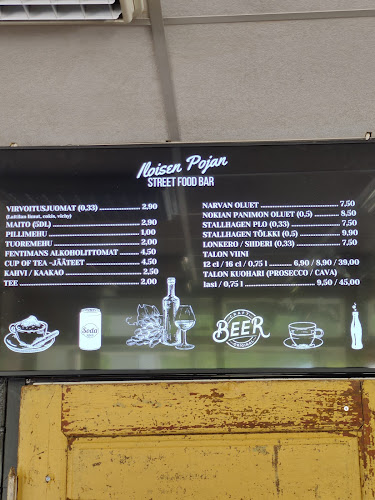 Noisen Pojan
STREET FOOD BAR
VIRVOITUSJUOMAT (0,33) 2,90
(Laitilan limut, cokis, vichy)
MAITO (5DL) 2,90
PILLIMEHU 1,00
TUOREMEHU 2,00
FENTIMANS ALKOHOLITTOMAT 4,50
CUP OF TEA -JÄÄTEET 4,50
KAHVI / KAAKAO 2,50
TEE 2,00
NARVAN OLUET 7,50
NOKIAN PANIMON OLUET (0,5) 8,50
STALLHAGEN PLO (0,33) 7,50
STALLHAGEN TÖLKKI (0,5) 9,90
LONKERO / SIIDERI (0,33) 7,50
TALON VIINI
12 cl / 16 cl / 0,75 l 6,90 / 8,90 / 39,00
TALON KUOHARI (PROSECCO / CAVA)
lasi / 0,75 l 9,50 / 45,00
Soda
BEER